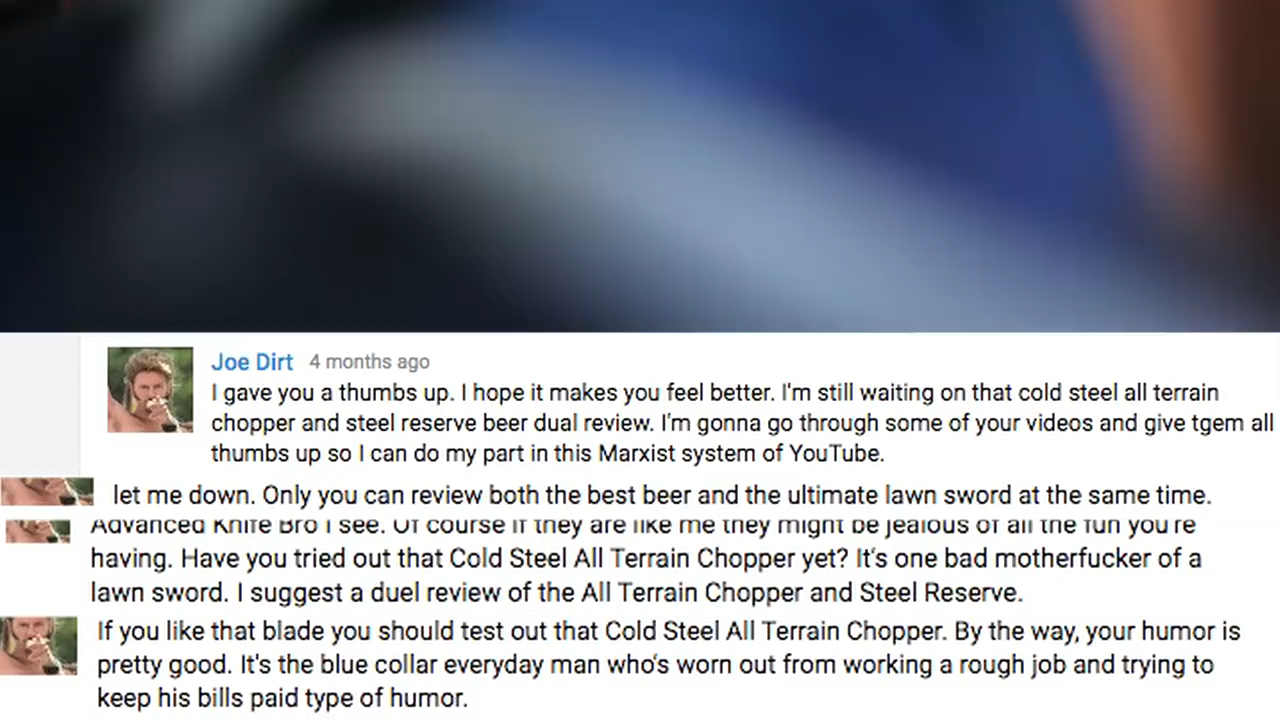 Joe Dirt 4 months ago
I gave you a thumbs up. I hope it makes you feel better. I'm still waiting on that cold steel all terrain
chopper and steel reserve beer dual review. I'm gonna go through some of your videos and give tgem all
thumbs up so I can do my part in this Marxist system of YouTube.
let me down. Only you can review both the best beer and the ultimate lawn sword at the same time.
Advanced Knife Bro I see. Of course if they are like me they might be jealous of all the fun you're
having. Have you tried out that Cold Steel All Terrain Chopper yet? It's one bad motherfucker of a
lawn sword. I suggest a duel review of the All Terrain Chopper and Steel Reserve.
If you like that blade you should test out that Cold Steel All Terrain Chopper. By the way, your humor is
pretty good. It's the blue collar everyday man who's worn out from working a rough job and trying to
keep his bills paid type of humor.